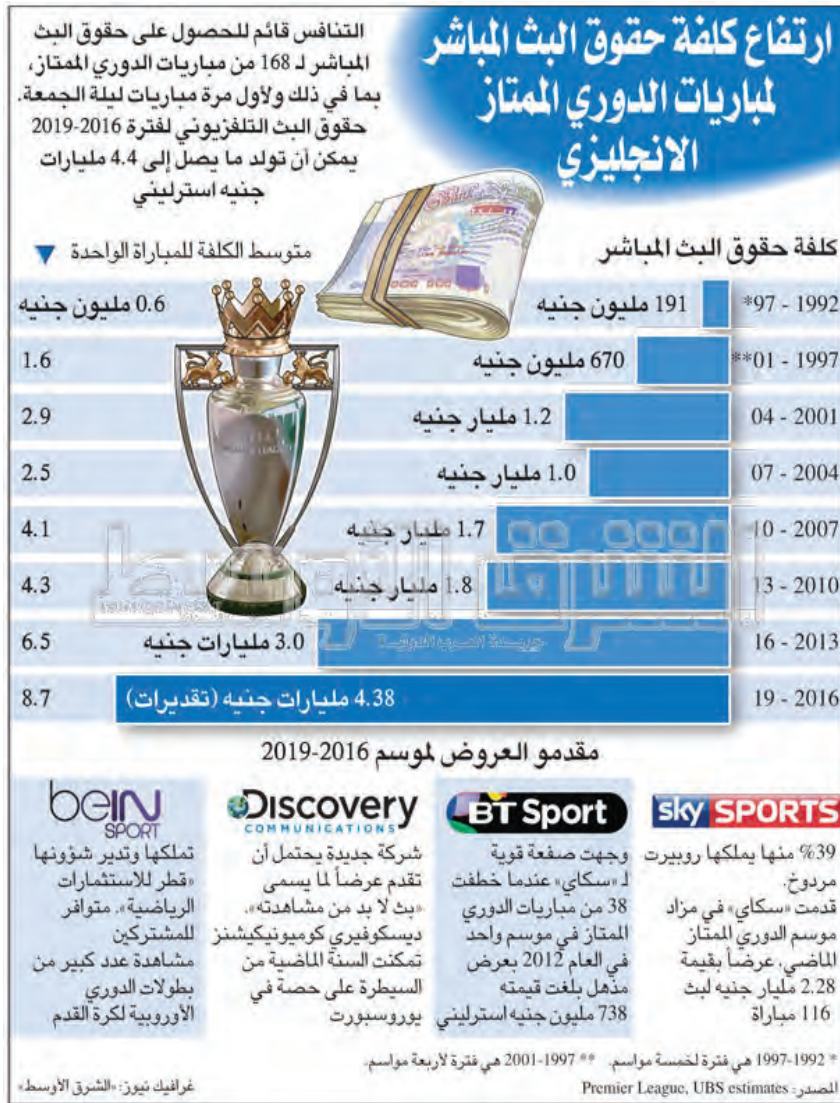 ارتفاع كلفة حقوق البث المباشر
لمباريات الدوري الممتاز
الانجليزي
التنافس قائم للحصول على حقوق البث
المباشر لـ 168 من مباريات الدوري الممتاز،
بما في ذلك ولأول مرة مباريات ليلة الجمعة.
حقوق البث التلفزيوني لفترة 2016-2019
يمكن أن تولد ما يصل إلى 4.4 مليارات
جنيه استرليني
كلفة حقوق البث المباشر
متوسط الكلفة للمباراة الواحدة
1992 - 97* 191 مليون جنيه 0.6 مليون جنيه
1997 - 01** 670 مليون جنيه 1.6
2001 - 04 1.2 مليار جنيه 2.9
2004 - 07 1.0 مليار جنيه 2.5
2007 - 10 1.7 مليار جنيه 4.1
2010 - 13 1.8 مليار جنيه 4.3
2013 - 16 3.0 مليارات جنيه 6.5
2016 - 19 4.38 مليارات جنيه (تقديرات) 8.7
الشرق الأوسط
جريدة العرب الدولية
مقدمو العروض لموسم 2016-2019
sky SPORTS
39% منها يملكها روبيرت
مردوخ.
قدمت «سكاي» في مزاد
موسم الدوري الممتاز
الماضي، عرضاً بقيمة
2.28 مليار جنيه لبث
116 مباراة
BT Sport
وجهت صفعة قوية
لـ «سكاي» عندما خطفت
38 من مباريات الدوري
الممتاز في موسم واحد
في العام 2012 بعرض
مذهل بلغت قيمته
738 مليون جنيه استرليني
Discovery
COMMUNICATIONS
شركة جديدة يحتمل أن
تقدم عرضاً لما يسمى
«بث لا بد من مشاهدته».
ديسكوفيري كوميونيكيشنز
تمكنت السنة الماضية من
السيطرة على حصة في
يوروسبورت
beIN
SPORT
تملكها وتدير شؤونها
«قطر للاستثمارات
الرياضية». متوافر
للمشتركين
مشاهدة عدد كبير من
بطولات الدوري
الأوروبية لكرة القدم
* 1992-1997 هي فترة لخمسة مواسم. ** 1997-2001 هي فترة لأربعة مواسم.
المصدر: Premier League, UBS estimates
غرافيك نيوز: «الشرق الأوسط»